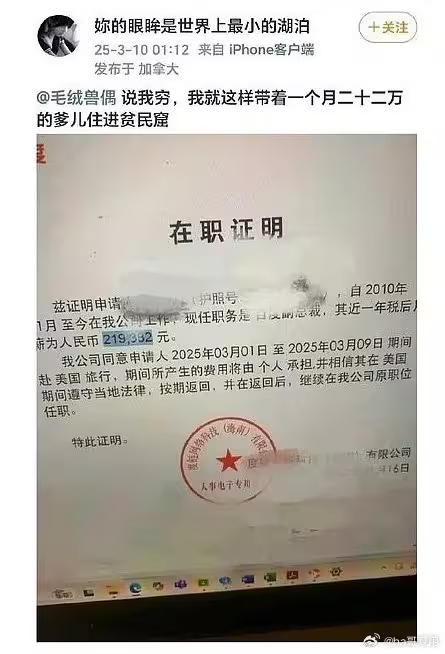 妳的眼眸是世界上最小的湖泊
+关注
25-3-10 01:12 来自 iPhone客户端
发布于 加拿大
@毛绒兽偶 说我穷，我就这样带着一个月二十二万
的爹儿住进贫民窟
在职证明
兹证明申请 （护照号 ，自 2010年
1月 至今在我公司工作，现任职务是 百度副总裁，其近一年税后月
薪为人民币 219,332 元。
我公司同意申请人 2025年03月01日 至 2025年03月09日 期间
赴 美国 旅行，期间所产生的费用将由 个人 承担,并相信其在 美国
期间遵守当地法律，按期返回，并在返回后，继续在我公司原职位
任职。
特此证明。
人事电子专用
有限公司
16日